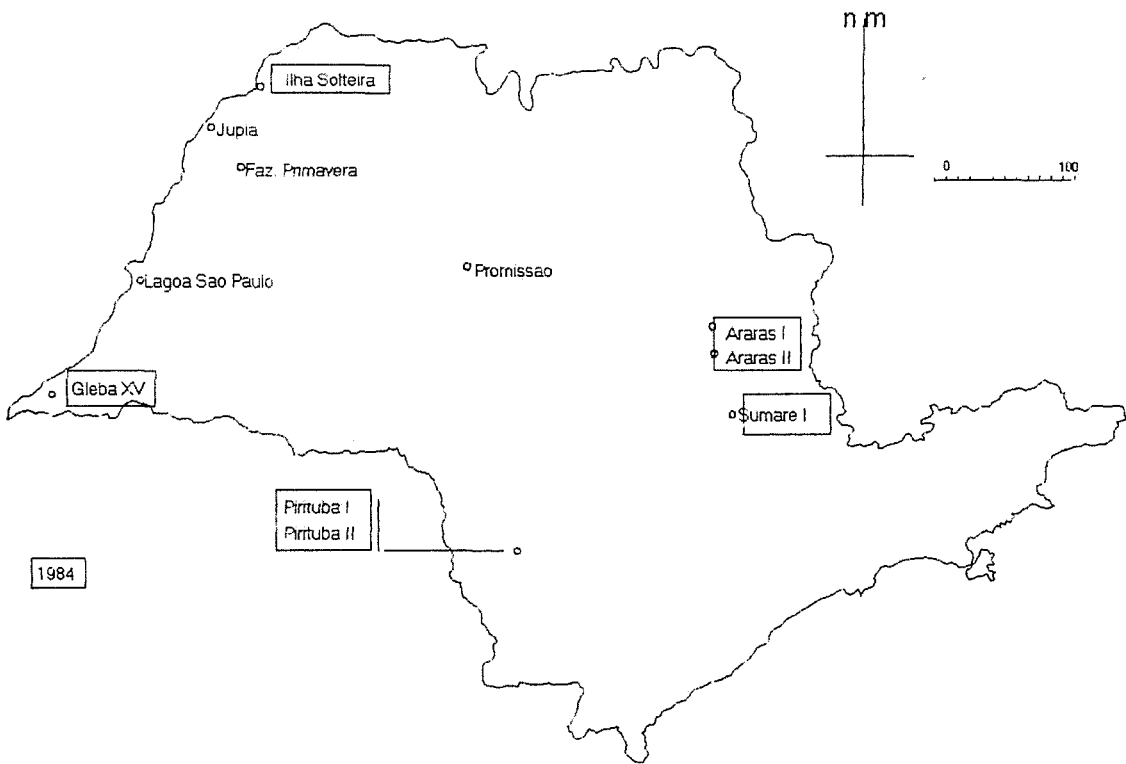 n m
Ilha Solteira
Jupia
0 100
Faz. Primavera
Lagoa Sao Paulo
Promissao
Araras I
Araras II
Gleba XV
Sumare I
Pirituba I
Pirituba II
1984